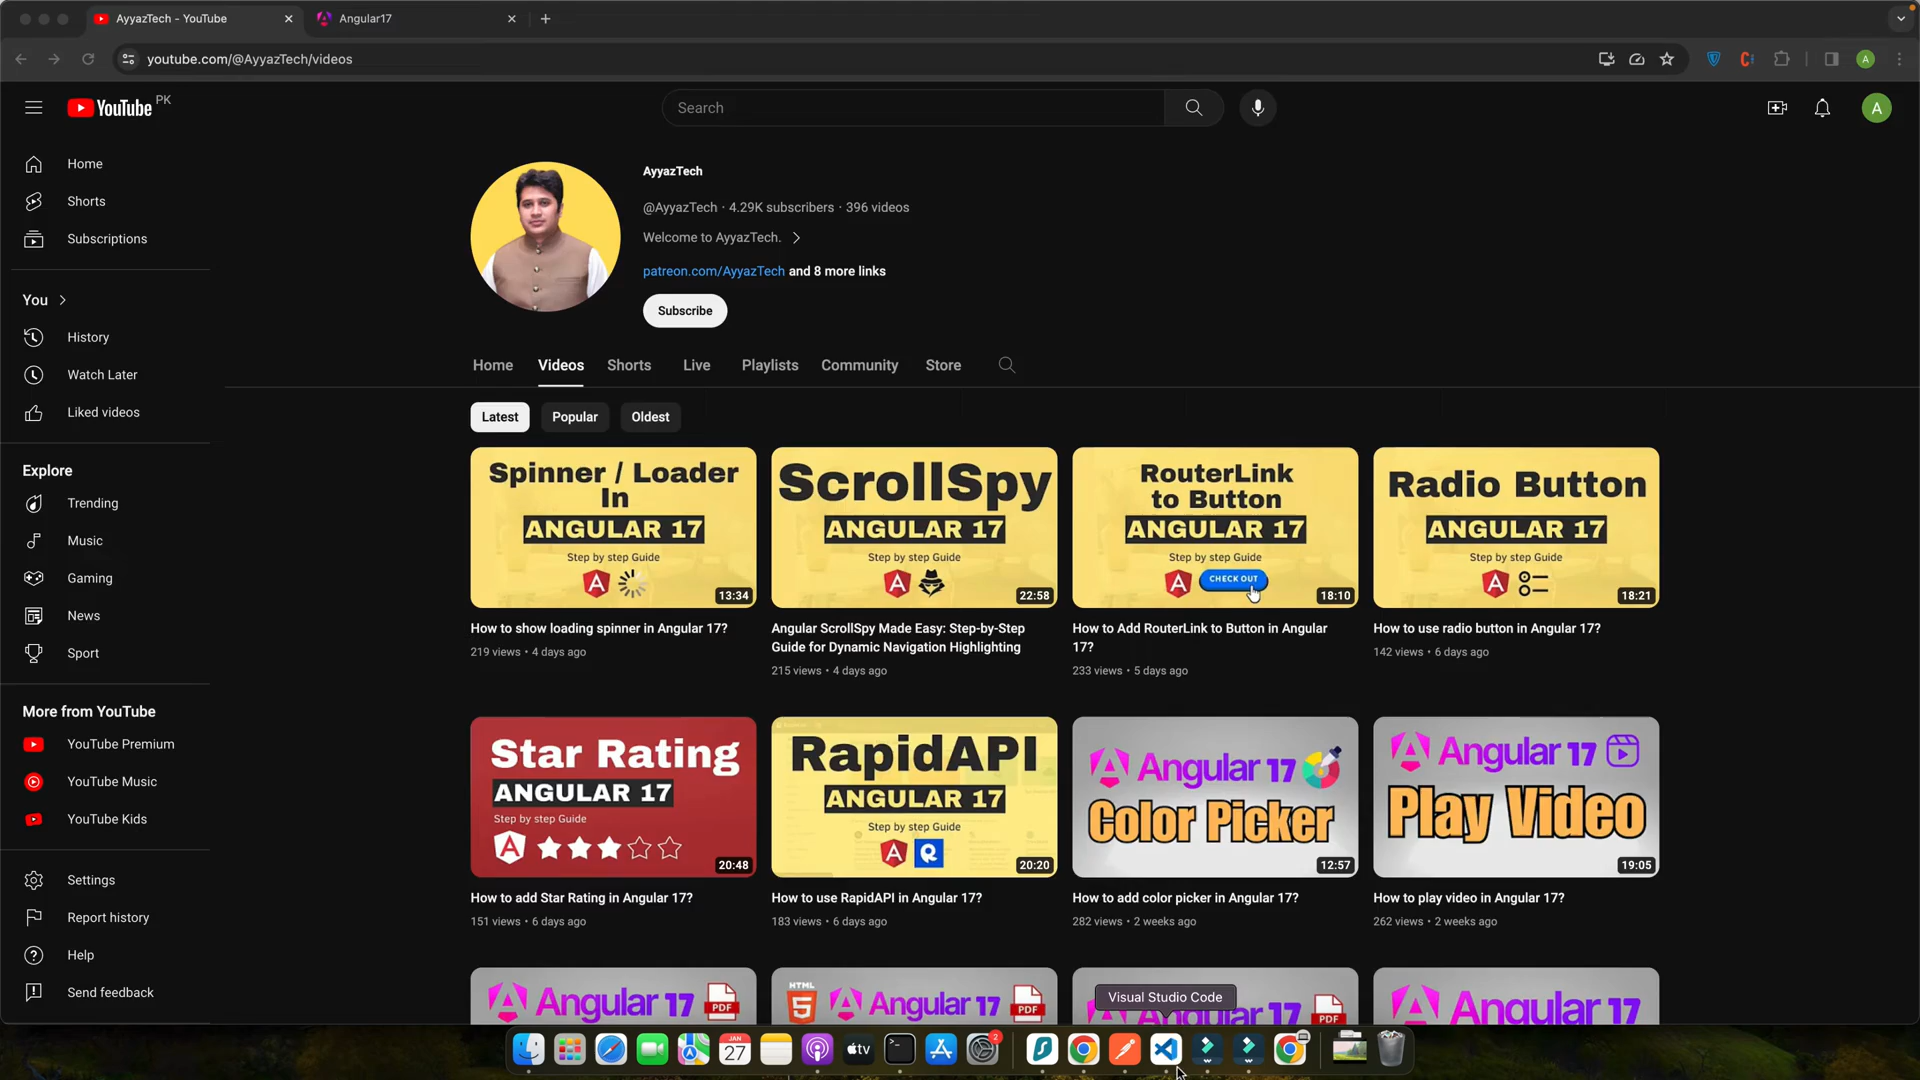 AyyazTech - YouTube
Angular17
youtube.com/@AyyazTech/videos
A
YouTube PK
Search
A
Home
Shorts
Subscriptions
You
History
Watch Later
Liked videos
Explore
Trending
Music
Gaming
News
Sport
More from YouTube
YouTube Premium
YouTube Music
YouTube Kids
Settings
Report history
Help
Send feedback
AyyazTech
@AyyazTech · 4.29K subscribers · 396 videos
Welcome to AyyazTech.
patreon.com/AyyazTech and 8 more links
Subscribe
Home Videos Shorts Live Playlists Community Store
Latest Popular Oldest
Spinner / Loader
In
ANGULAR 17
Step by step Guide
13:34
How to show loading spinner in Angular 17?
219 views • 4 days ago
ScrollSpy
ANGULAR 17
Step by step Guide
22:58
Angular ScrollSpy Made Easy: Step-by-Step
Guide for Dynamic Navigation Highlighting
215 views • 4 days ago
RouterLink
to Button
ANGULAR 17
Step by step Guide
CHECK OUT
18:10
How to Add RouterLink to Button in Angular
17?
233 views • 5 days ago
Radio Button
ANGULAR 17
Step by step Guide
18:21
How to use radio button in Angular 17?
142 views • 6 days ago
Star Rating
ANGULAR 17
Step by step Guide
20:48
How to add Star Rating in Angular 17?
151 views • 6 days ago
RapidAPI
ANGULAR 17
Step by step Guide
20:20
How to use RapidAPI in Angular 17?
183 views • 6 days ago
Angular 17
Color Picker
12:57
How to add color picker in Angular 17?
282 views • 2 weeks ago
Angular 17
Play Video
19:05
How to play video in Angular 17?
262 views • 2 weeks ago
Angular 17 PDF
HTML Angular 17 PDF
Angular 17 PDF
Angular 17
Visual Studio Code
JAN
27
tv
2